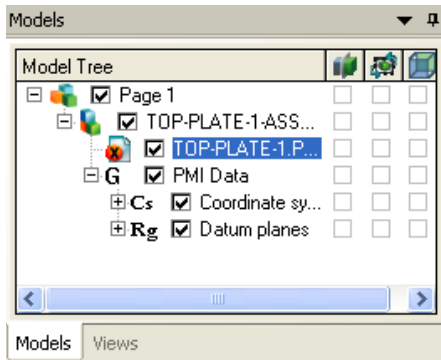 Models
Model Tree
Page 1
TOP-PLATE-1-ASS...
TOP-PLATE-1.P...
G PMI Data
Cs Coordinate sy...
Rg Datum planes
Models Views